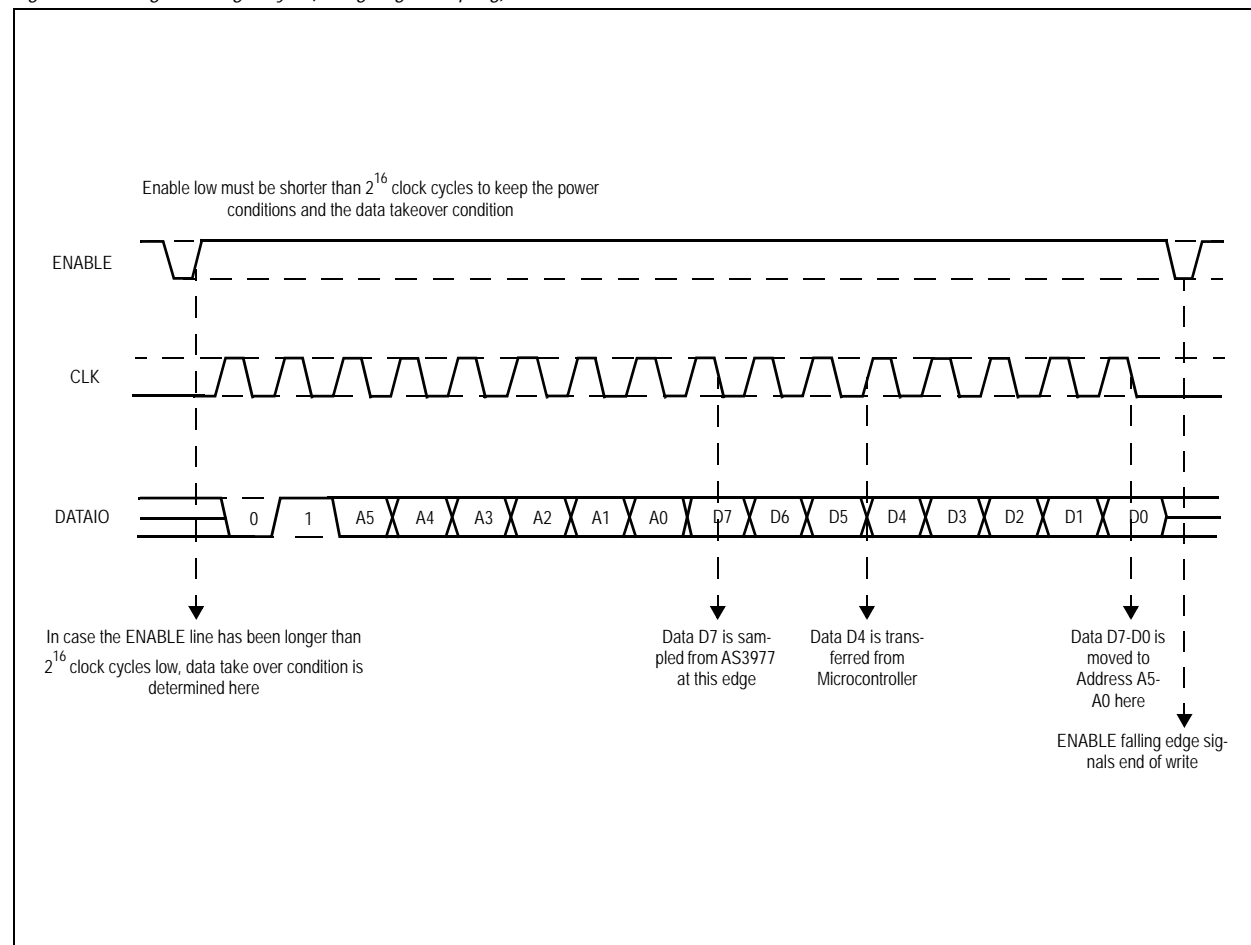 Enable low must be shorter than 2^16 clock cycles to keep the power
conditions and the data takeover condition
ENABLE
CLK
DATAIO
0 1 A5 A4 A3 A2 A1 A0 D7 D6 D5 D4 D3 D2 D1 D0
In case the ENABLE line has been longer than
2^16 clock cycles low, data take over condition is
determined here
Data D7 is sam-
pled from AS3977
at this edge
Data D4 is trans-
ferred from
Microcontroller
Data D7-D0 is
moved to
Address A5-
A0 here
ENABLE falling edge sig-
nals end of write